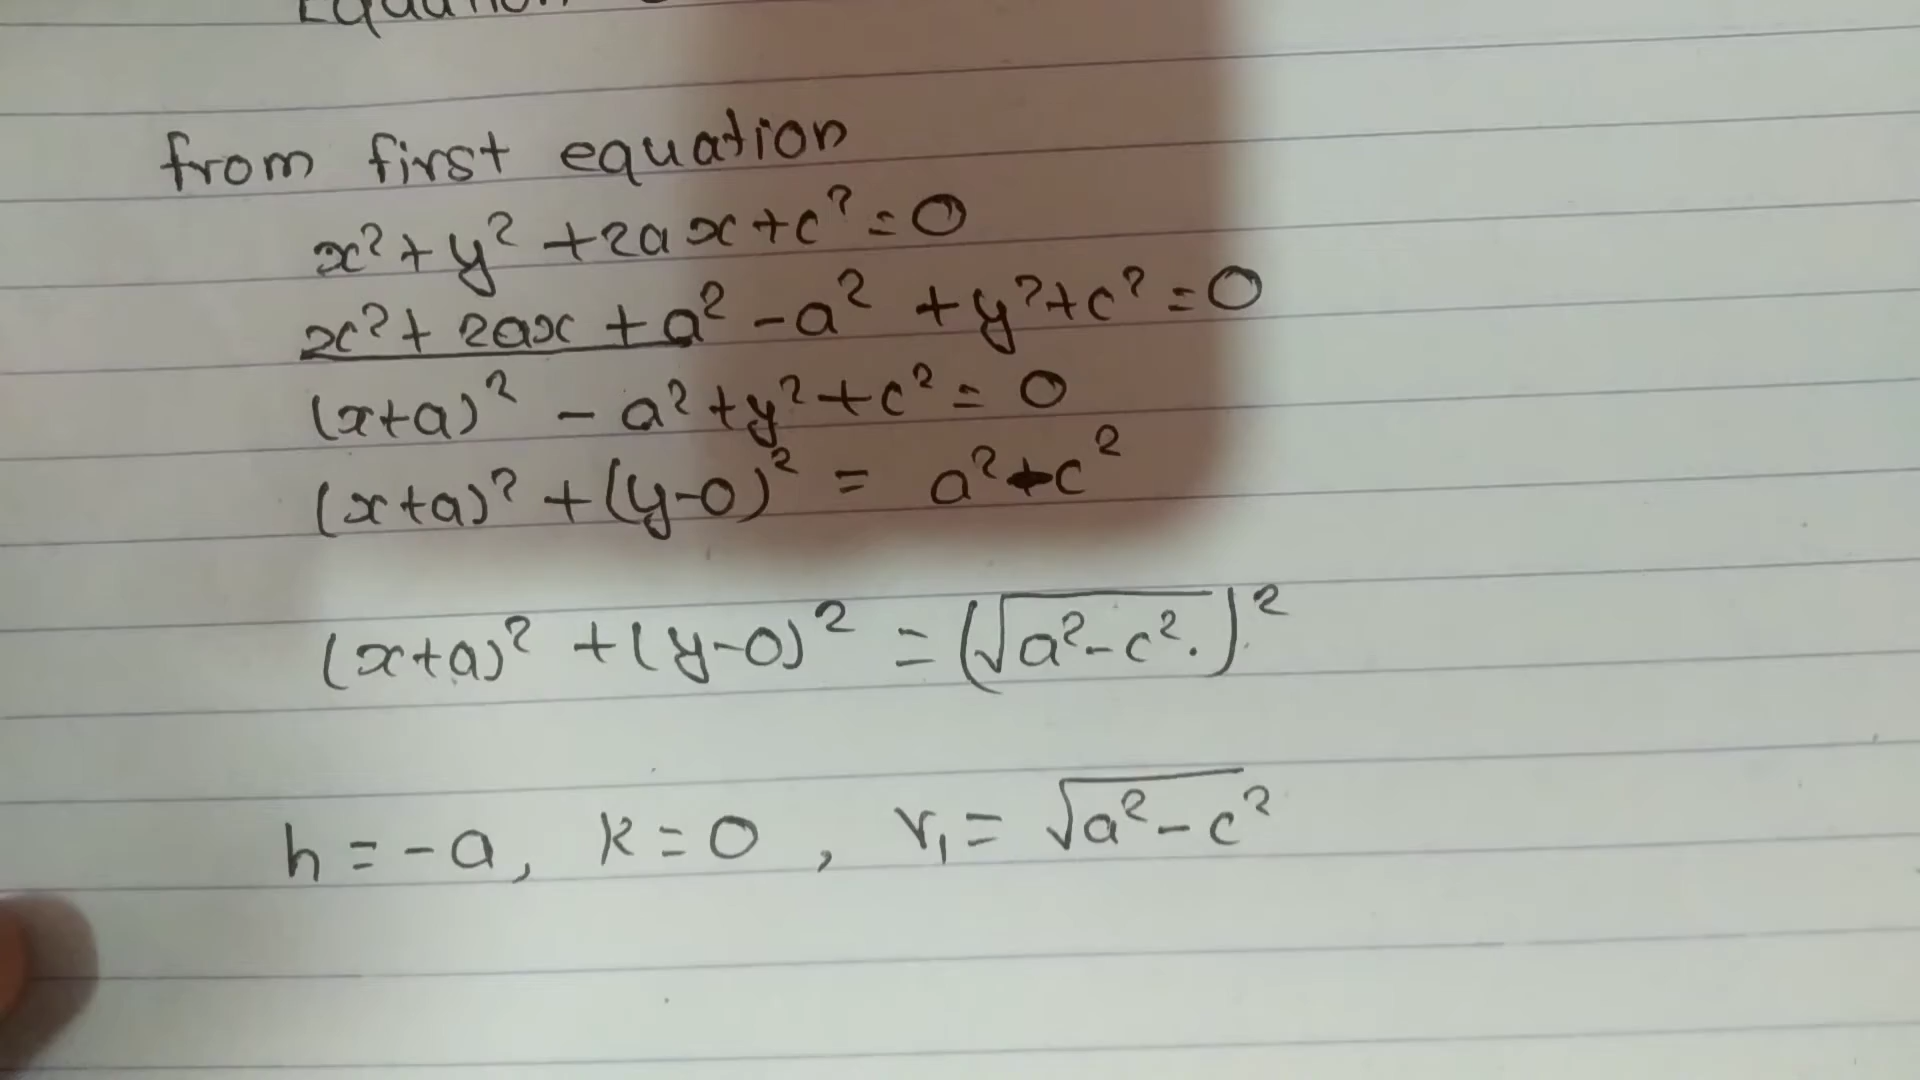 from first equation
x² + y² + 2ax + c² = 0
x² + 2ax + a² - a² + y² + c² = 0
(x+a)² - a² + y² + c² = 0
(x+a)² + (y-0)² = a² - c²
(x+a)² + (y-0)² = (√a² - c².)²
h = -a, k = 0, r₁ = √a² - c²